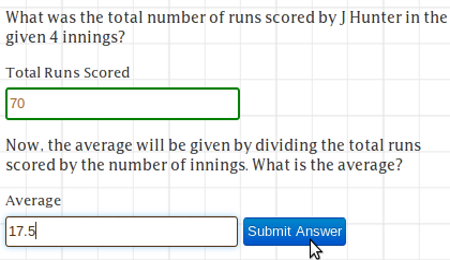 What was the total number of runs scored by J Hunter in the
given 4 innings?
Total Runs Scored
70
Now, the average will be given by dividing the total runs
scored by the number of innings. What is the average?
Average
17.5
Submit Answer